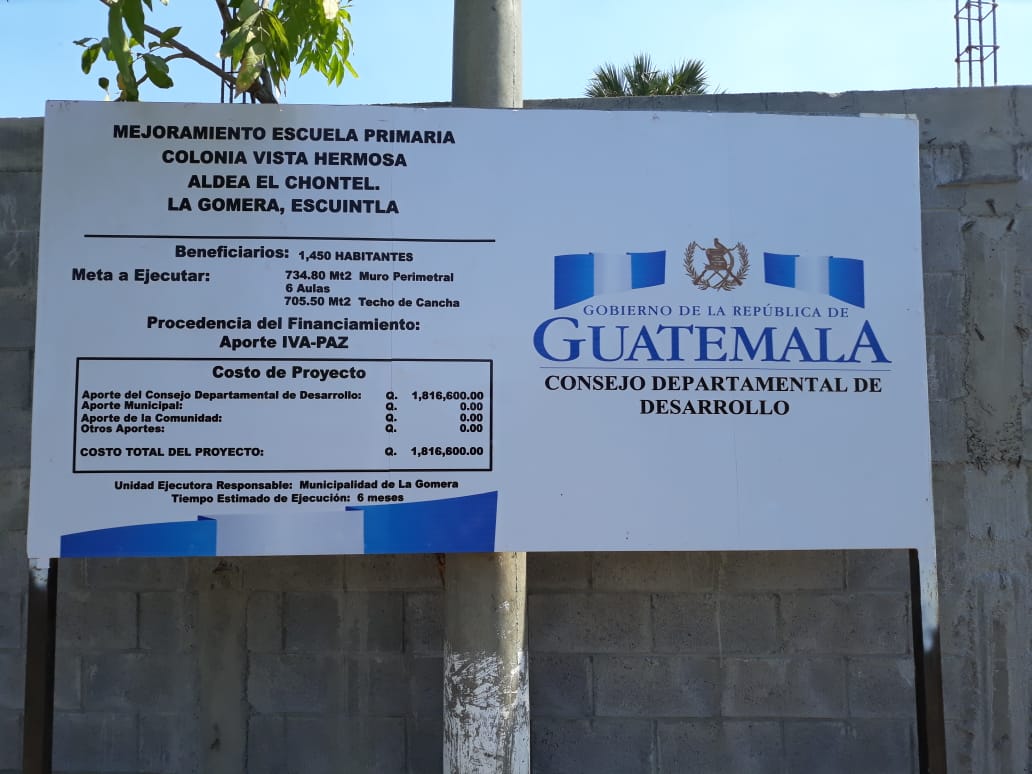 MEJORAMIENTO ESCUELA PRIMARIA
COLONIA VISTA HERMOSA
ALDEA EL CHONTEL.
LA GOMERA, ESCUINTLA
Beneficiarios: 1,450 HABITANTES
Meta a Ejecutar: 734.80 Mt2 Muro Perimetral
6 Aulas
705.50 Mt2 Techo de Cancha
Procedencia del Financiamiento:
Aporte IVA-PAZ
Costo de Proyecto
Aporte del Consejo Departamental de Desarrollo: Q. 1,816,600.00
Aporte Municipal: Q. 0.00
Aporte de la Comunidad: Q. 0.00
Otros Aportes: Q. 0.00
COSTO TOTAL DEL PROYECTO: Q. 1,816,600.00
Unidad Ejecutora Responsable: Municipalidad de La Gomera
Tiempo Estimado de Ejecución: 6 meses
GOBIERNO DE LA REPÚBLICA DE
GUATEMALA
CONSEJO DEPARTAMENTAL DE
DESARROLLO